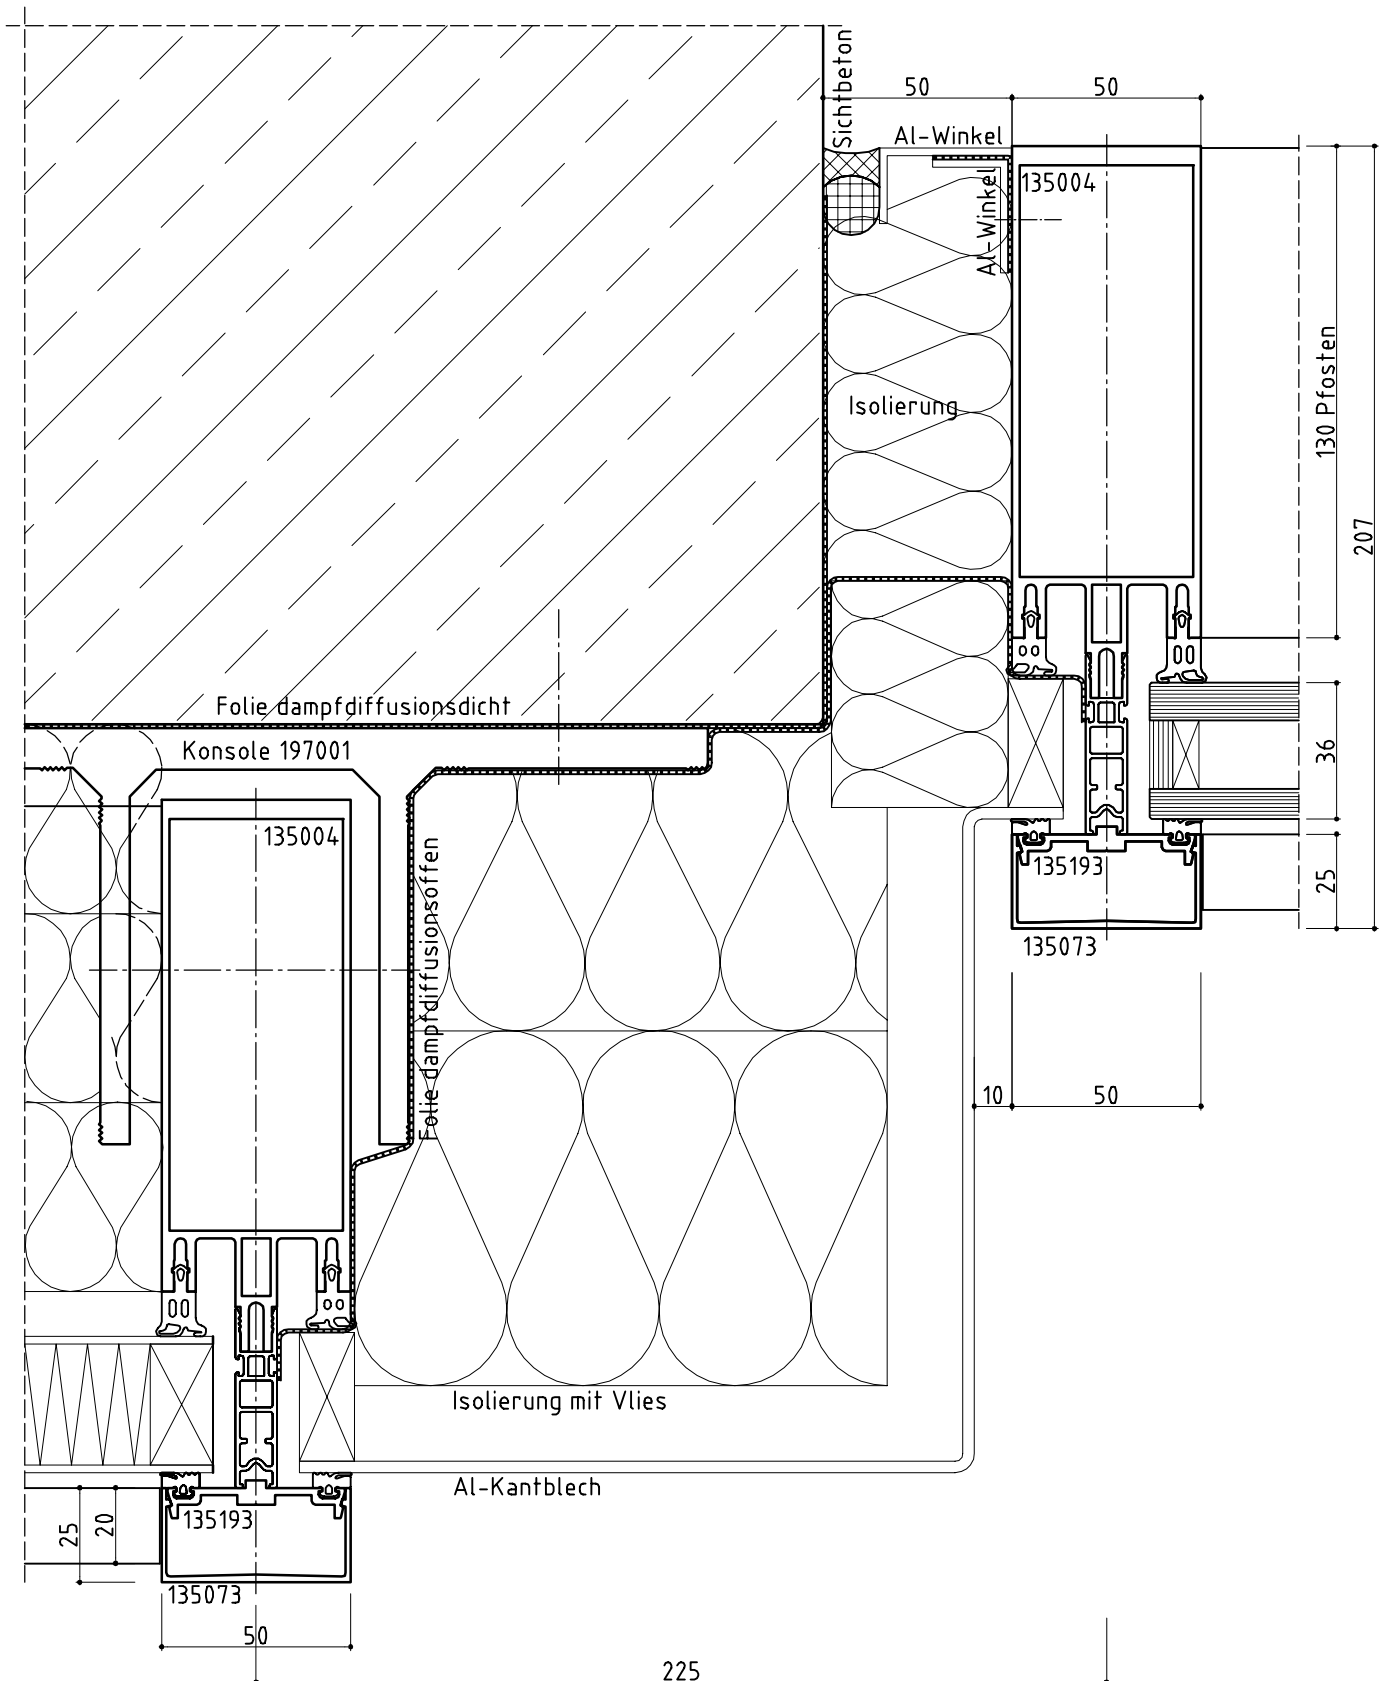 Sichtbeton
50
50
Al-Winkel
Al-Winkel
135004
Isolierung
130 Pfosten
207
Folie dampfdiffusionsdicht
Konsole 197001
36
135004
Folie dampfdiffusionsoffen
135193
25
135073
10
50
Isolierung mit Vlies
Al-Kantblech
25
20
135193
135073
50
225